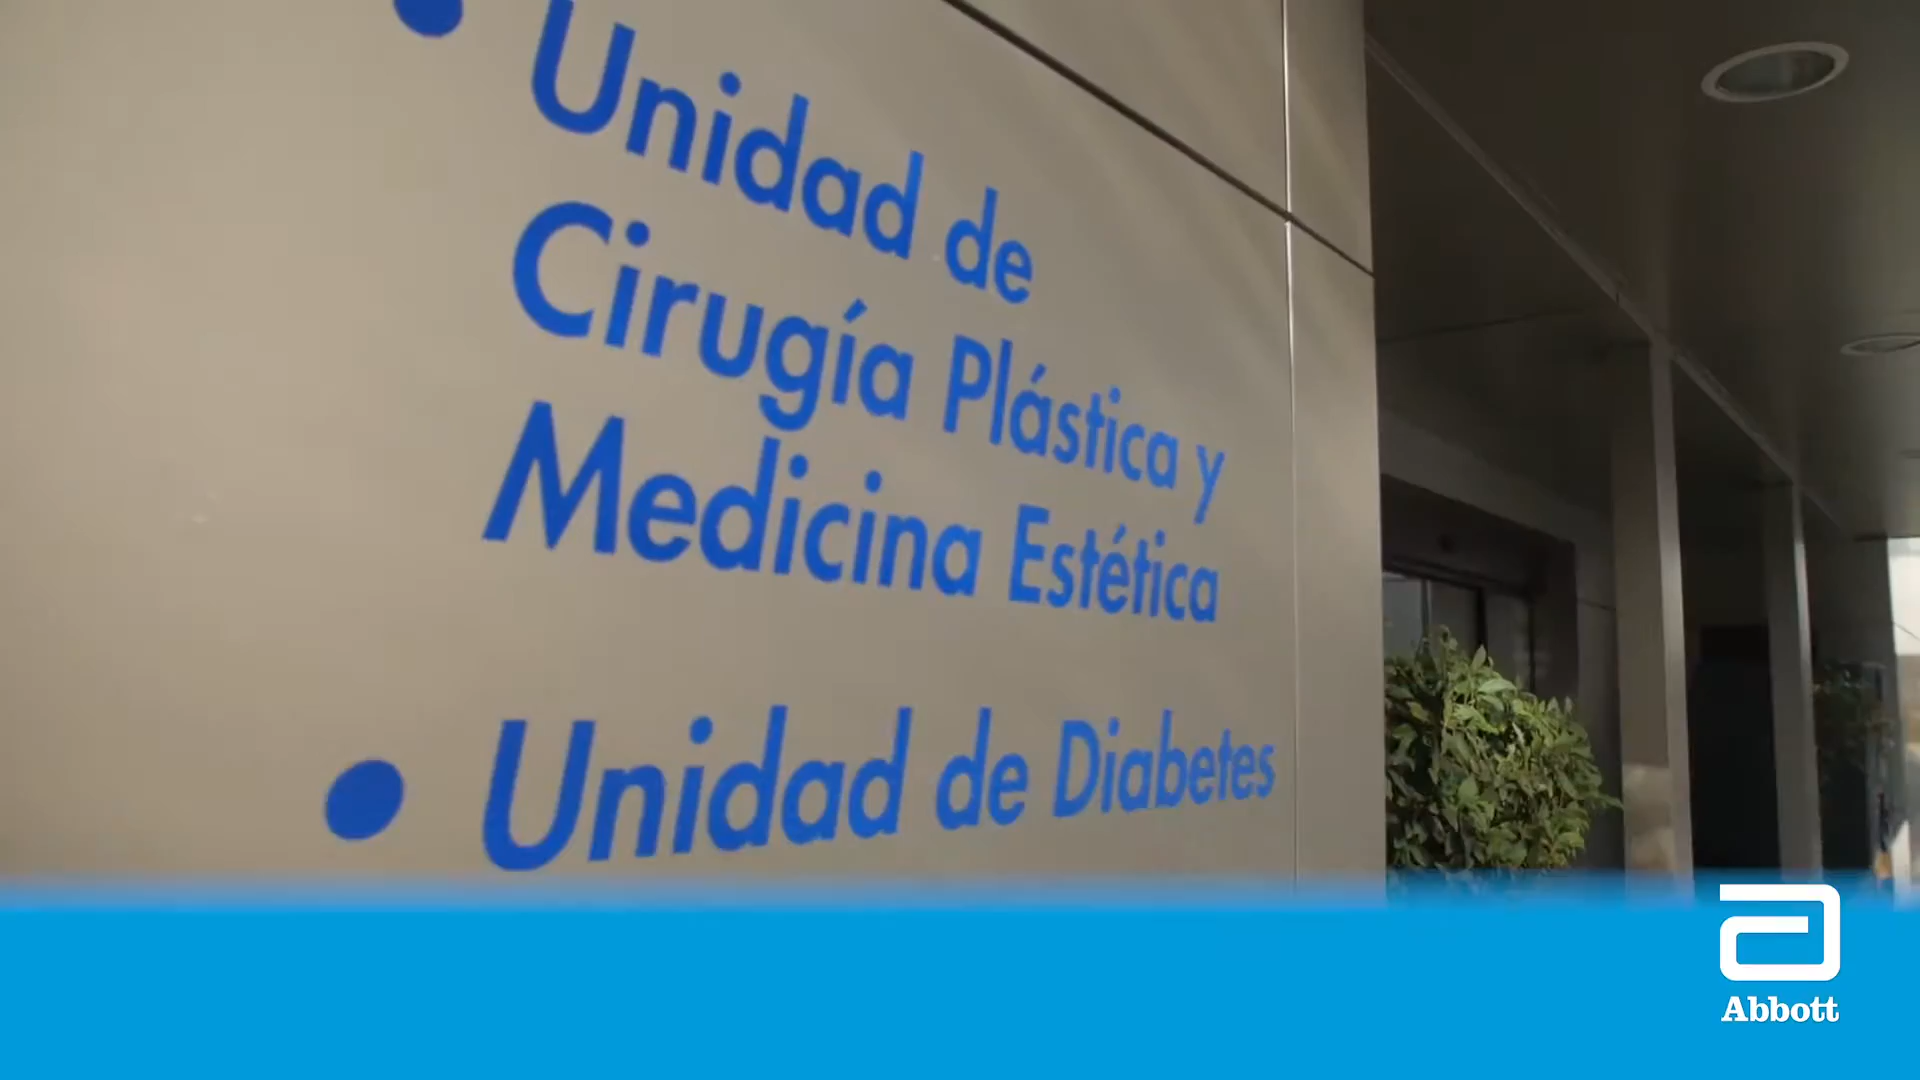 • Unidad de
Cirugía Plástica y
Medicina Estética
• Unidad de Diabetes
Abbott